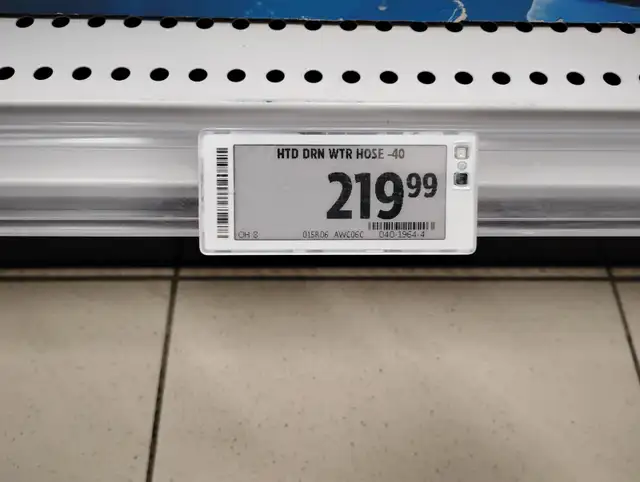 HTD DRN WTR HOSE -40
219.99
OH 8 015R06 AWC06C 040-1964-4